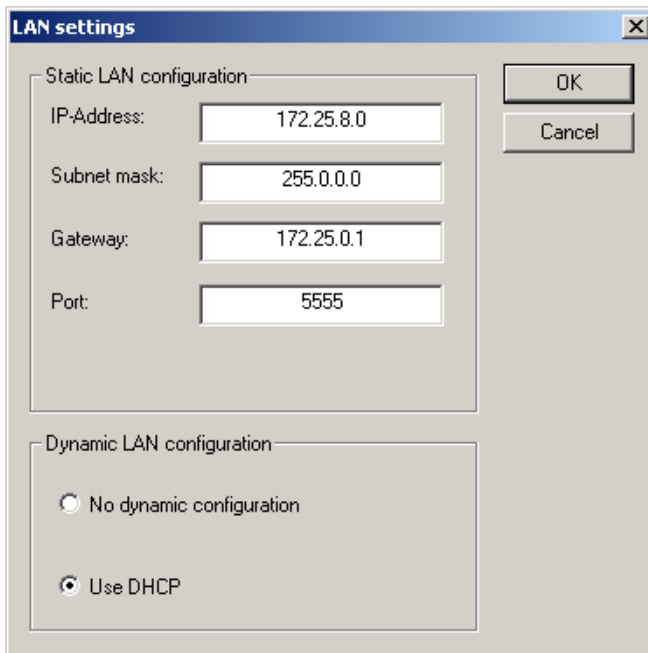 LAN settings
Static LAN configuration
OK
IP-Address: 172.25.8.0
Cancel
Subnet mask: 255.0.0.0
Gateway: 172.25.0.1
Port: 5555
Dynamic LAN configuration
No dynamic configuration
Use DHCP